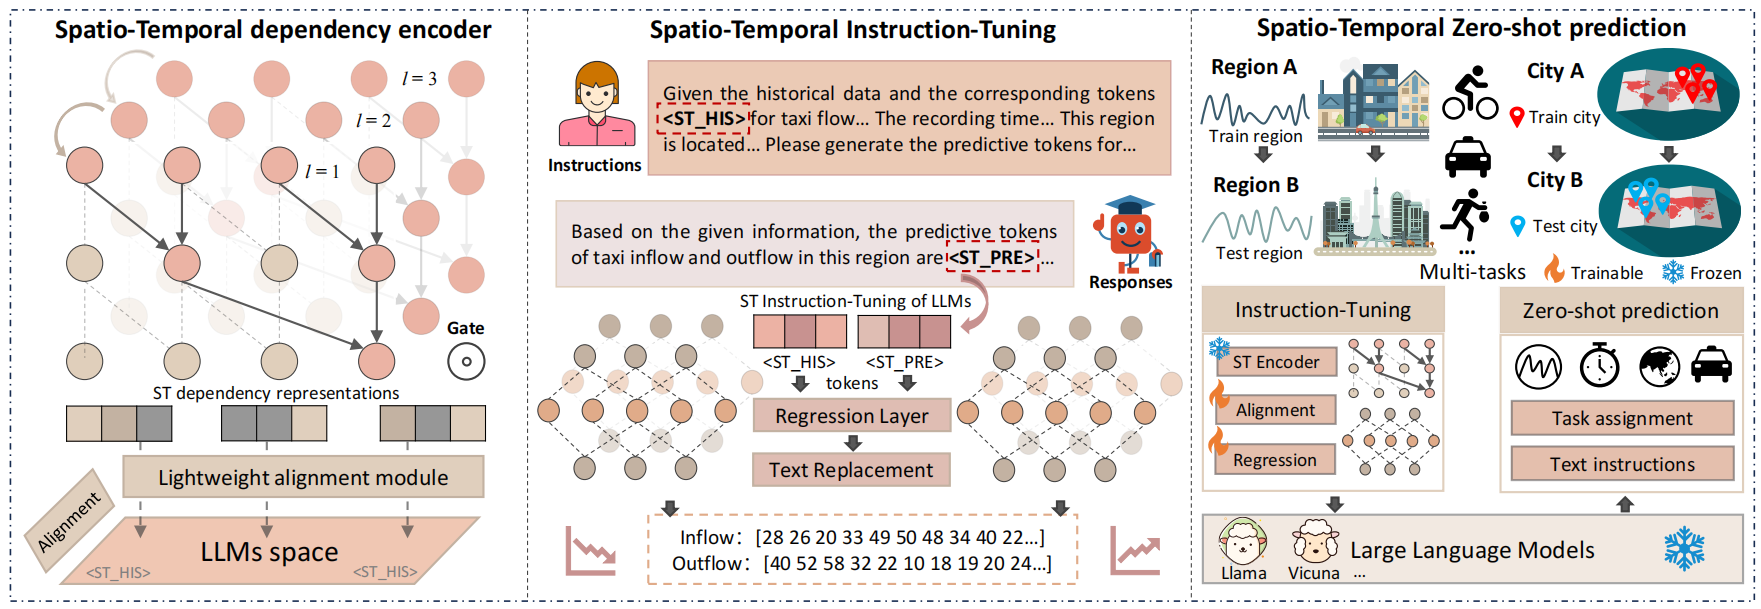 Spatio-Temporal dependency encoder
l = 3
l = 2
l = 1
Gate
ST dependency representations
Lightweight alignment module
Alignment
LLMs space
<ST_HIS>
<ST_HIS>
Spatio-Temporal Instruction-Tuning
Instructions
Given the historical data and the corresponding tokens
<ST_HIS> for taxi flow... The recording time... This region
is located... Please generate the predictive tokens for...
Based on the given information, the predictive tokens
of taxi inflow and outflow in this region are <ST_PRE> ...
Responses
ST Instruction-Tuning of LLMs
<ST_HIS>
<ST_PRE>
tokens
Regression Layer
Text Replacement
Inflow: [28 26 20 33 49 50 48 34 40 22...]
Outflow: [40 52 58 32 22 10 18 19 20 24...]
Spatio-Temporal Zero-shot prediction
Region A
Train region
Region B
Test region
City A
Train city
City B
Test city
...
Multi-tasks
Trainable
Frozen
Instruction-Tuning
ST Encoder
Alignment
Regression
Zero-shot prediction
Task assignment
Text instructions
Llama
Vicuna
...
Large Language Models